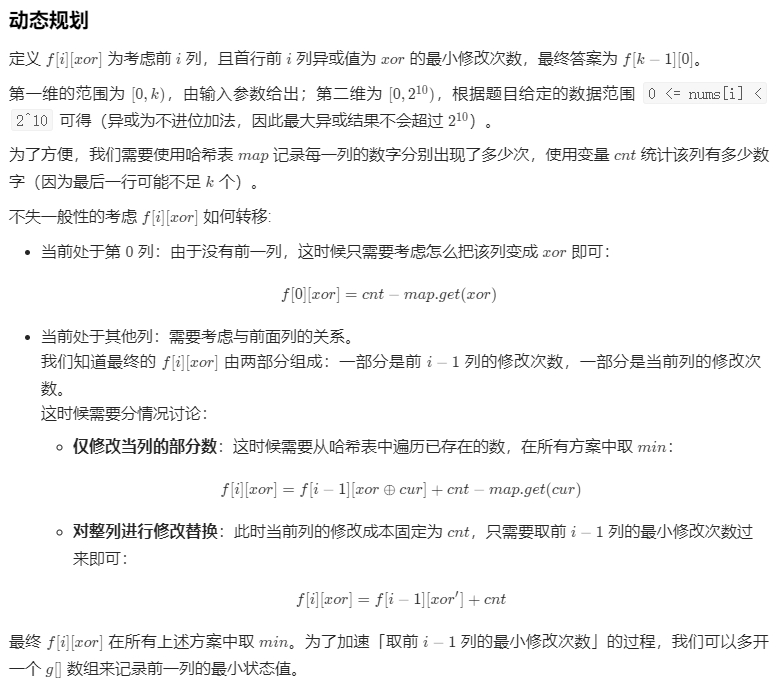 动态规划
定义 f[i][xor] 为考虑前 i 列，且首行前 i 列异或值为 xor 的最小修改次数，最终答案为 f[k − 1][0]。
第一维的范围为 [0, k)，由输入参数给出；第二维为 [0, 2^10)，根据题目给定的数据范围 0 <= nums[i] <
2^10 可得（异或为不进位加法，因此最大异或结果不会超过 2^10）。
为了方便，我们需要使用哈希表 map 记录每一列的数字分别出现了多少次，使用变量 cnt 统计该列有多少数
字（因为最后一行可能不足 k 个）。
不失一般性的考虑 f[i][xor] 如何转移:
• 当前处于第 0 列：由于没有前一列，这时候只需要考虑怎么把该列变成 xor 即可：
f[0][xor] = cnt − map.get(xor)
• 当前处于其他列：需要考虑与前面列的关系。
我们知道最终的 f[i][xor] 由两部分组成：一部分是前 i − 1 列的修改次数，一部分是当前列的修改次
数。
这时候需要分情况讨论：
◦ 仅修改当列的部分数：这时候需要从哈希表中遍历已存在的数，在所有方案中取 min：
f[i][xor] = f[i − 1][xor ⊕ cur] + cnt − map.get(cur)
◦ 对整列进行修改替换：此时当前列的修改成本固定为 cnt，只需要取前 i − 1 列的最小修改次数过
来即可：
f[i][xor] = f[i − 1][xor′] + cnt
最终 f[i][xor] 在所有上述方案中取 min。为了加速「取前 i − 1 列的最小修改次数」的过程，我们可以多开
一个 g[] 数组来记录前一列的最小状态值。